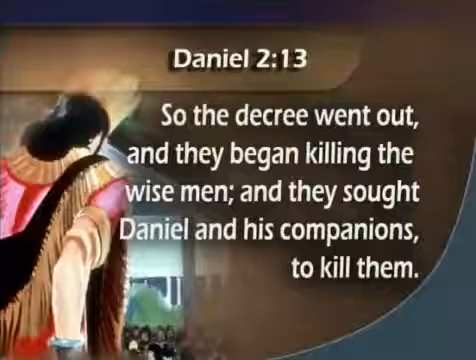 Daniel 2:13
So the decree went out,
and they began killing the
wise men; and they sought
Daniel and his companions,
to kill them.